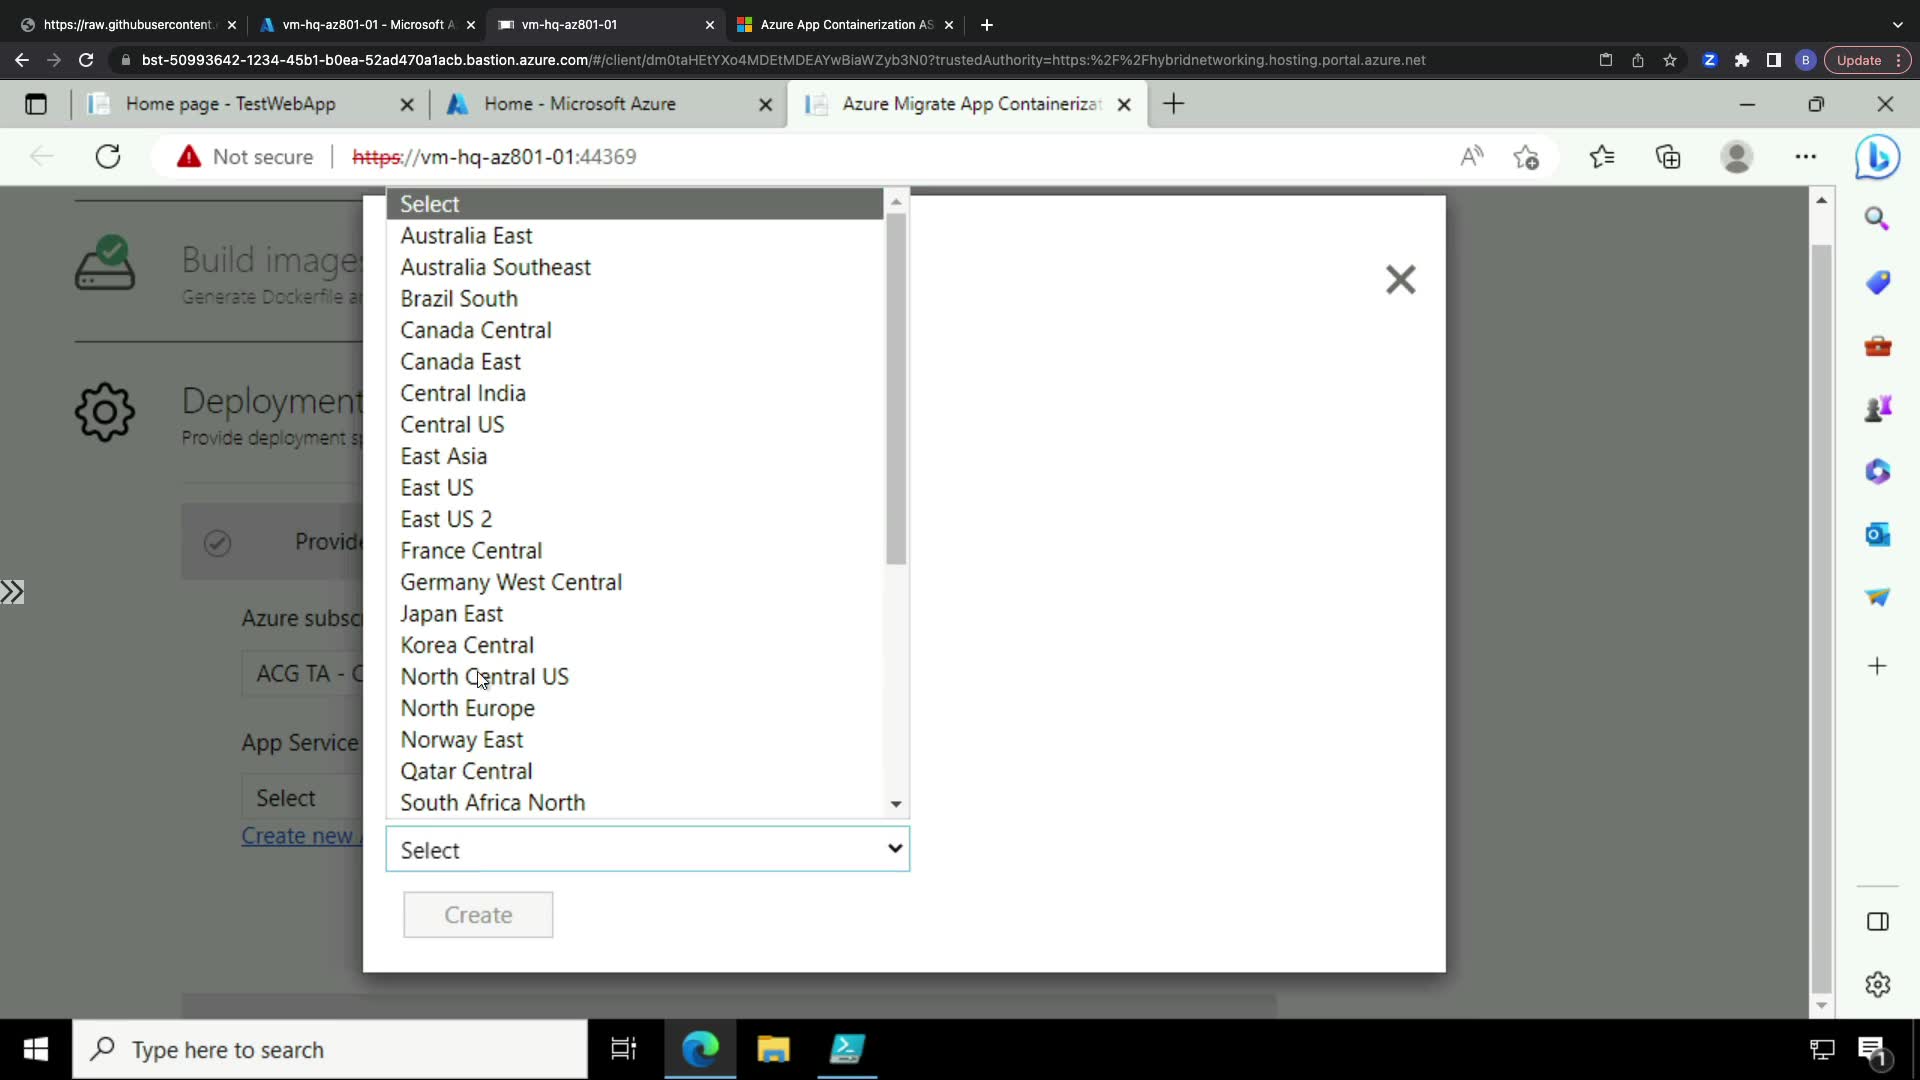 https://raw.githubusercontent.
vm-hq-az801-01 - Microsoft A
vm-hq-az801-01
Azure App Containerization AS
bst-50993642-1234-45b1-b0ea-52ad470a1acb.bastion.azure.com/#/client/dm0taHEtYXo4MDEtMDEAYwBiaWZyb3N0?trustedAuthority=https:%2F%2Fhybridnetworking.hosting.portal.azure.net
Z
B
Update
Home page - TestWebApp
Home - Microsoft Azure
Azure Migrate App Containerizat
Not secure
https://vm-hq-az801-01:44369
Build images
Generate Dockerfile
Deployment
Provide deployment
Provide
Azure subsc
ACG TA - C
App Service
Select
Create new
Select
Australia East
Australia Southeast
Brazil South
Canada Central
Canada East
Central India
Central US
East Asia
East US
East US 2
France Central
Germany West Central
Japan East
Korea Central
North Central US
North Europe
Norway East
Qatar Central
South Africa North
Select
Create
Type here to search
1